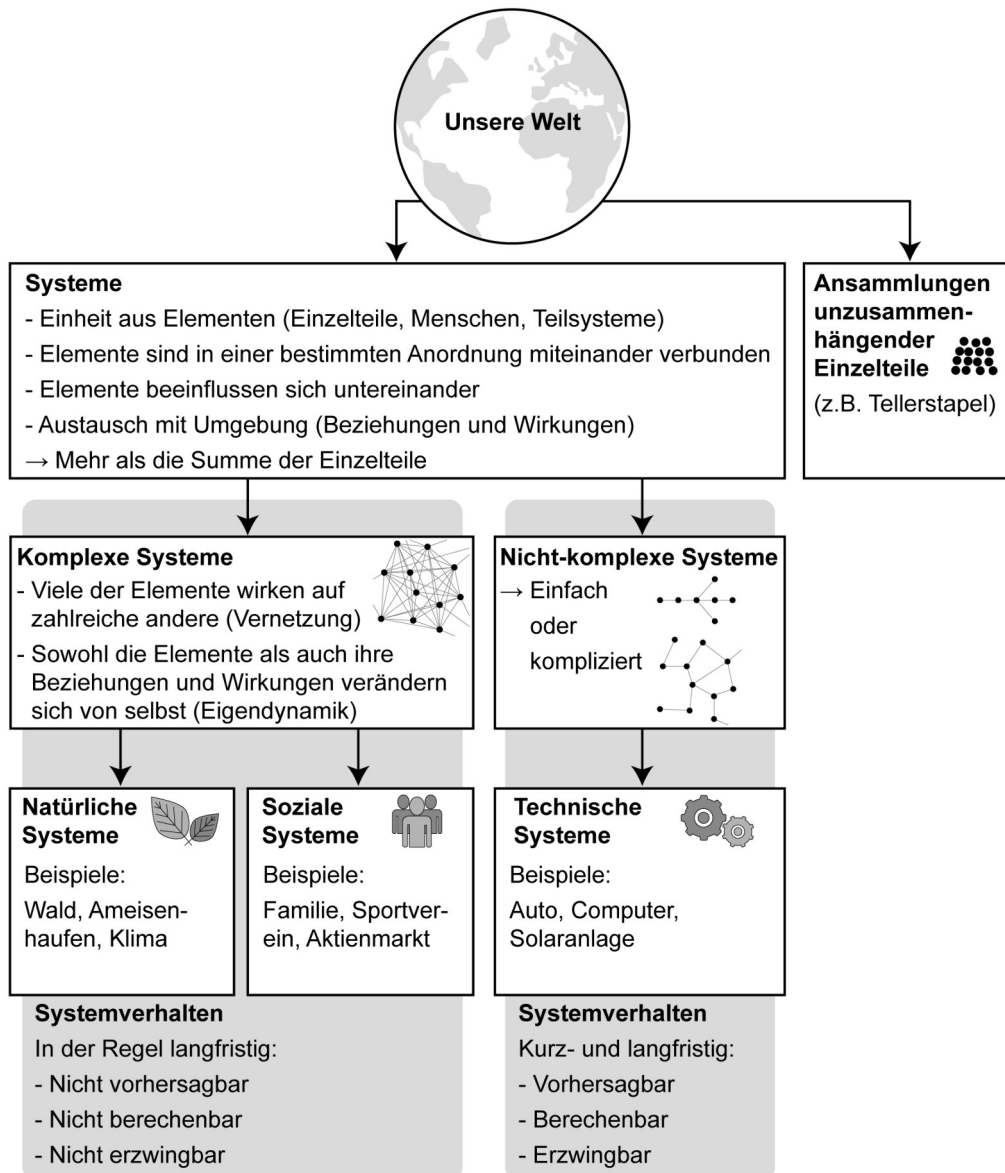 Unsere Welt
Systeme
- Einheit aus Elementen (Einzelteile, Menschen, Teilsysteme)
- Elemente sind in einer bestimmten Anordnung miteinander verbunden
- Elemente beeinflussen sich untereinander
- Austausch mit Umgebung (Beziehungen und Wirkungen)
→ Mehr als die Summe der Einzelteile
Ansammlungen
unzusammen-
hängender
Einzelteile
(z.B. Tellerstapel)
Komplexe Systeme
- Viele der Elemente wirken auf
zahlreiche andere (Vernetzung)
- Sowohl die Elemente als auch ihre
Beziehungen und Wirkungen verändern
sich von selbst (Eigendynamik)
Nicht-komplexe Systeme
→ Einfach
oder
kompliziert
Natürliche
Systeme
Beispiele:
Wald, Ameisen-
haufen, Klima
Soziale
Systeme
Beispiele:
Familie, Sportver-
ein, Aktienmarkt
Technische
Systeme
Beispiele:
Auto, Computer,
Solaranlage
Systemverhalten
In der Regel langfristig:
- Nicht vorhersagbar
- Nicht berechenbar
- Nicht erzwingbar
Systemverhalten
Kurz- und langfristig:
- Vorhersagbar
- Berechenbar
- Erzwingbar